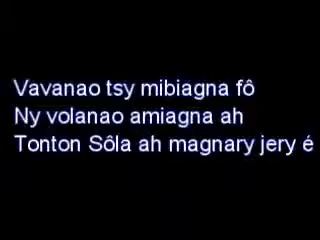 Vavanao tsy mibiagna fô
Ny volanao amiagna ah
Tonton Sôla ah magnary jery é